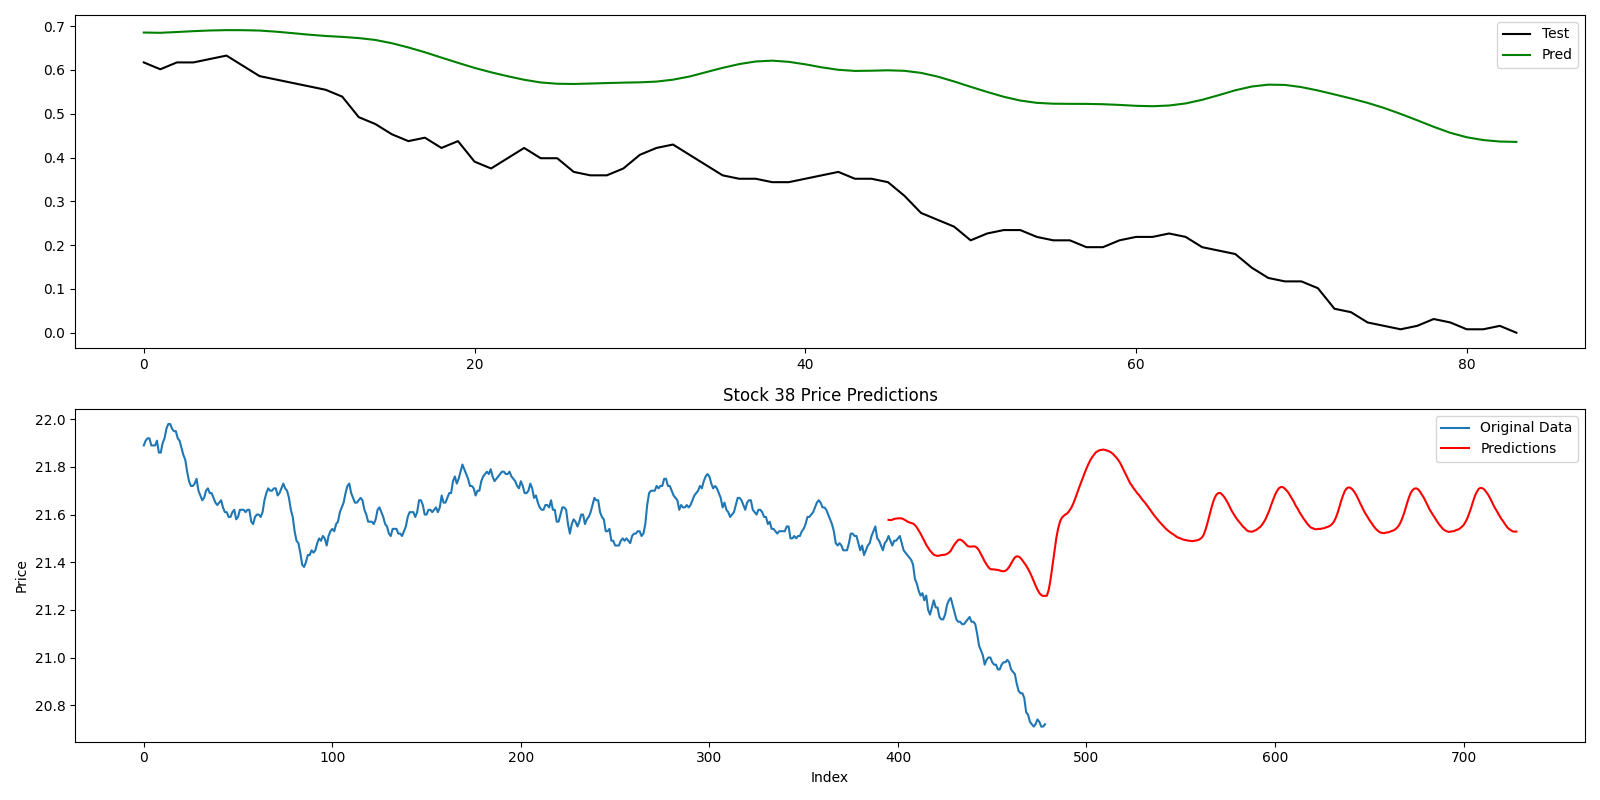 0.7
0.6
0.5
0.4
0.3
0.2
0.1
0.0
Test
Pred
0 20 40 60 80
Stock 38 Price Predictions
22.0
21.8
21.6
21.4
21.2
21.0
20.8
Price
Original Data
Predictions
0 100 200 300 400 500 600 700
Index